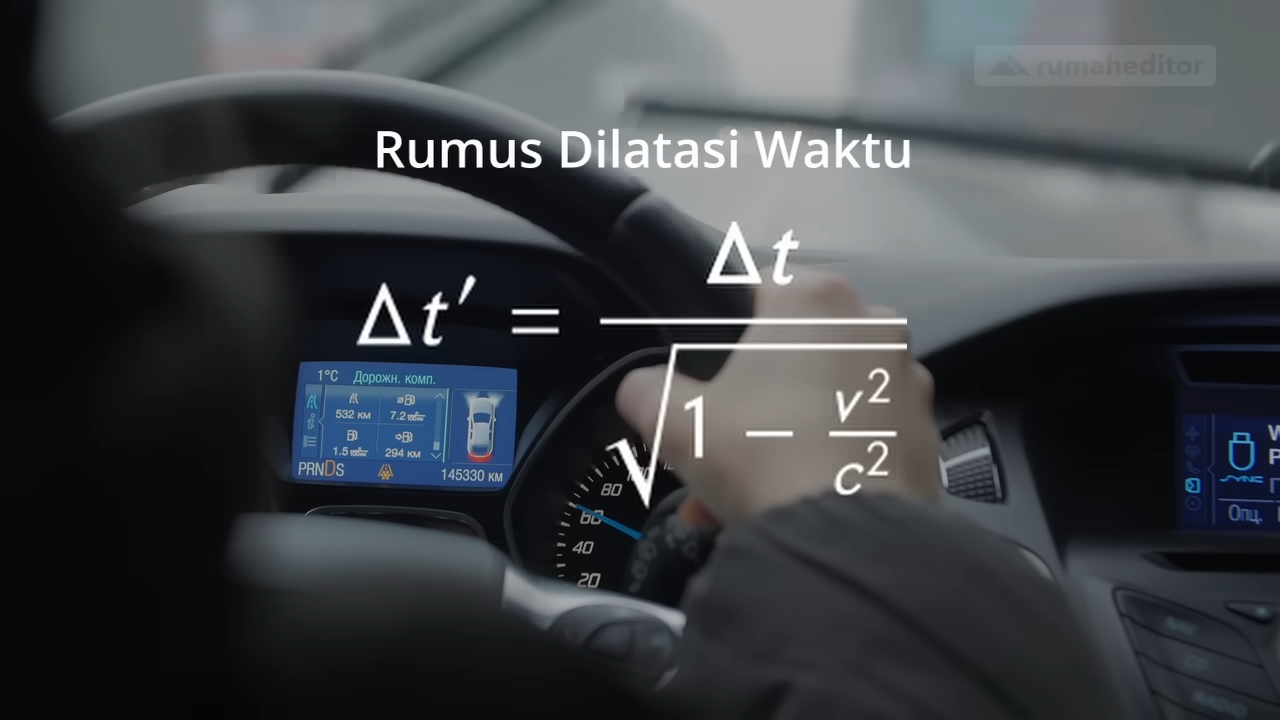 rumaheditor
Rumus Dilatasi Waktu
Δt′ = Δt / √(1 − v²/c²)
1°C Дорожн. комп.
532 км 7.2
1.5 294 км
PRNDS 145330 км
80
60
40
20
Опц.